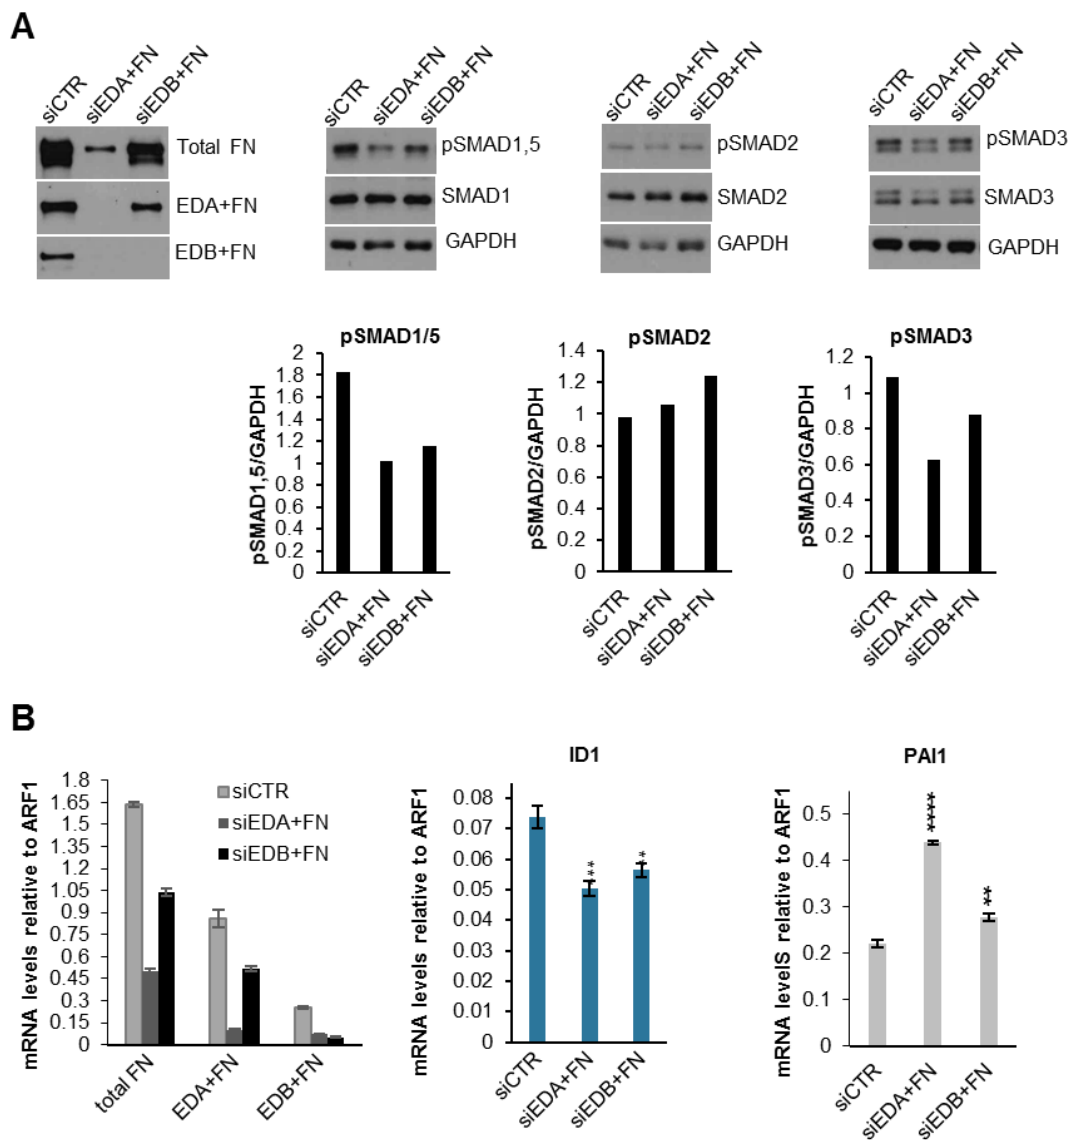 A
siCTR siEDA+FN siEDB+FN
Total FN
EDA+FN
EDB+FN
siCTR siEDA+FN siEDB+FN
pSMAD1,5
SMAD1
GAPDH
siCTR siEDA+FN siEDB+FN
pSMAD2
SMAD2
GAPDH
siCTR siEDA+FN siEDB+FN
pSMAD3
SMAD3
GAPDH
pSMAD1/5
pSMAD1,5/GAPDH
2
1.8
1.6
1.4
1.2
1
0.8
0.6
0.4
0.2
0
siCTR siEDA+FN siEDB+FN
pSMAD2
pSMAD2/GAPDH
1.4
1.2
1
0.8
0.6
0.4
0.2
0
siCTR siEDA+FN siEDB+FN
pSMAD3
pSMAD3/GAPDH
1.2
1
0.8
0.6
0.4
0.2
0
siCTR siEDA+FN siEDB+FN
B
mRNA levels relative to ARF1
1.8
1.65
1.5
1.35
1.2
1.05
0.9
0.75
0.6
0.45
0.3
0.15
0
siCTR
siEDA+FN
siEDB+FN
total FN EDA+FN EDB+FN
ID1
mRNA levels relative to ARF1
0.08
0.07
0.06
0.05
0.04
0.03
0.02
0.01
0
**
**
siCTR siEDA+FN siEDB+FN
PAI1
mRNA levelS relative to ARF1
0.5
0.4
0.3
0.2
0.1
0
****
**
siCTR siEDA+FN siEDB+FN